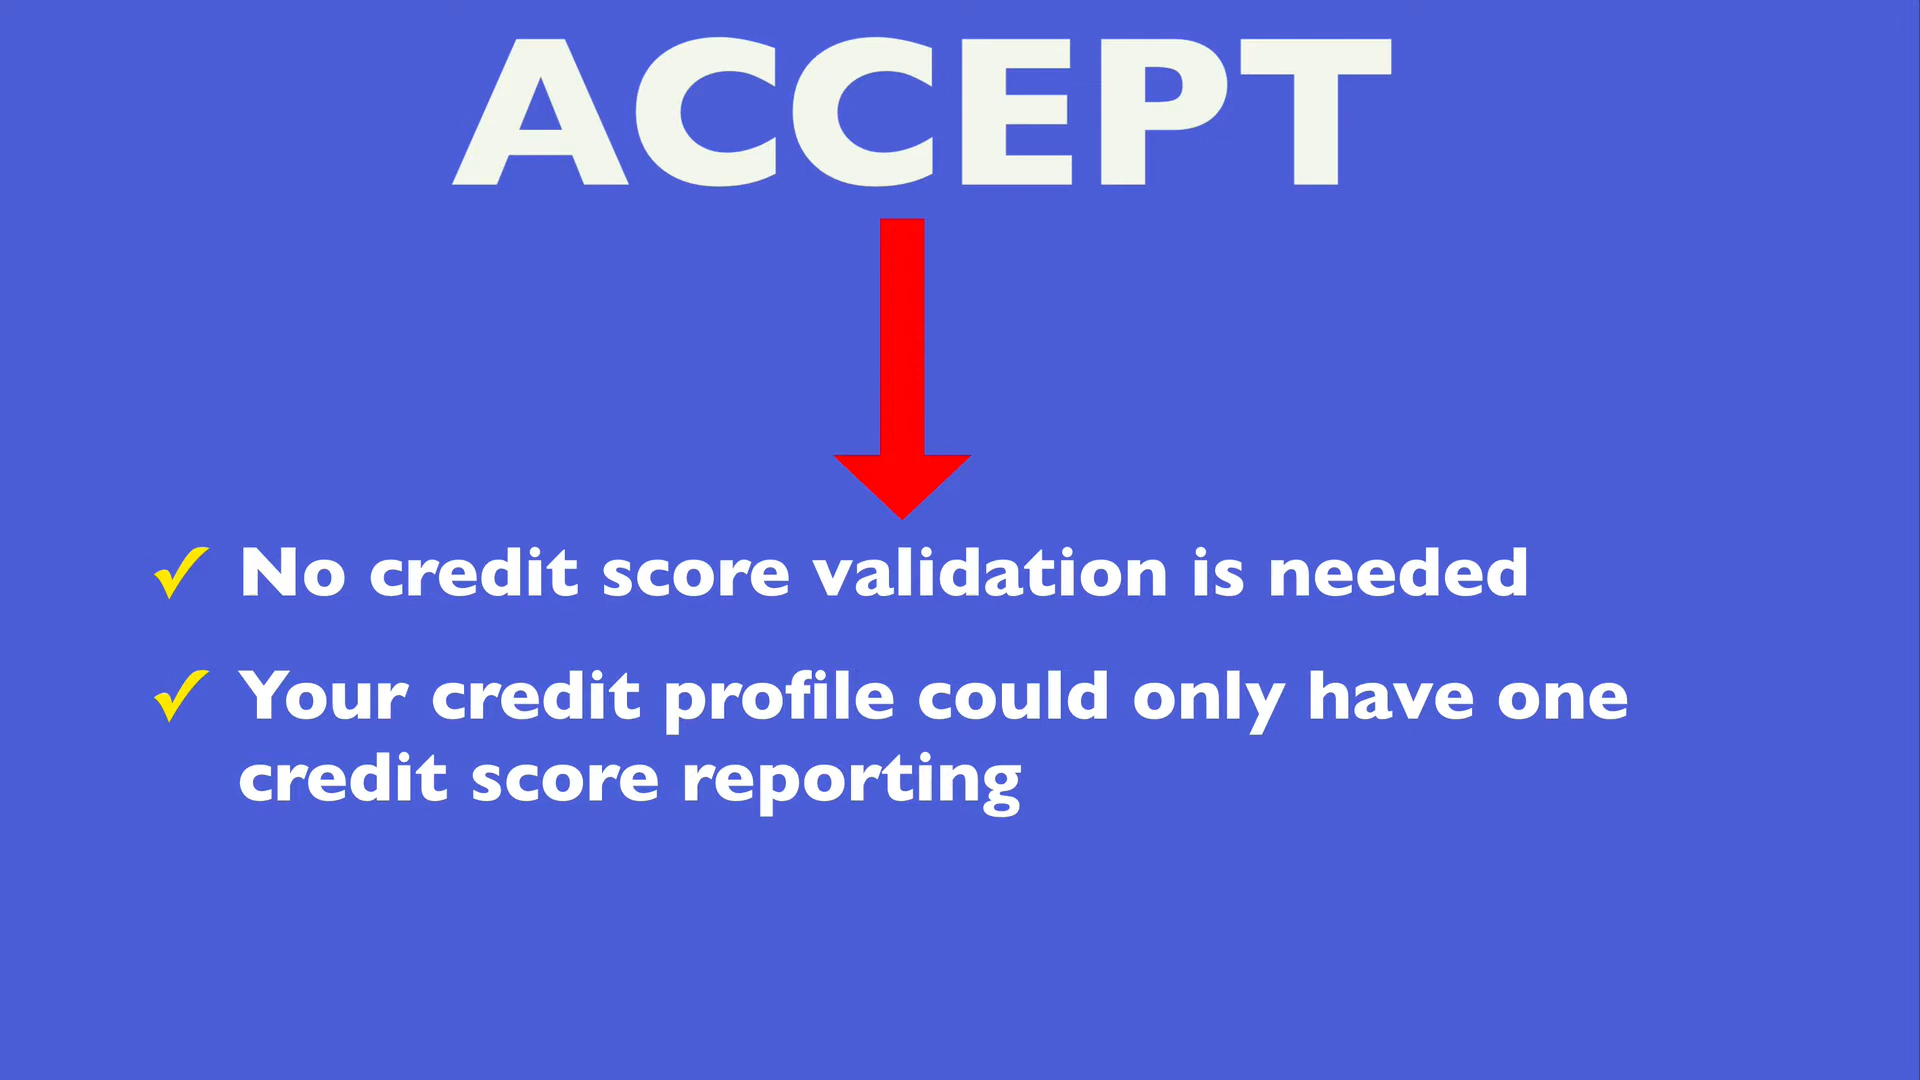 ACCEPT
✓ No credit score validation is needed
✓ Your credit profile could only have one
credit score reporting